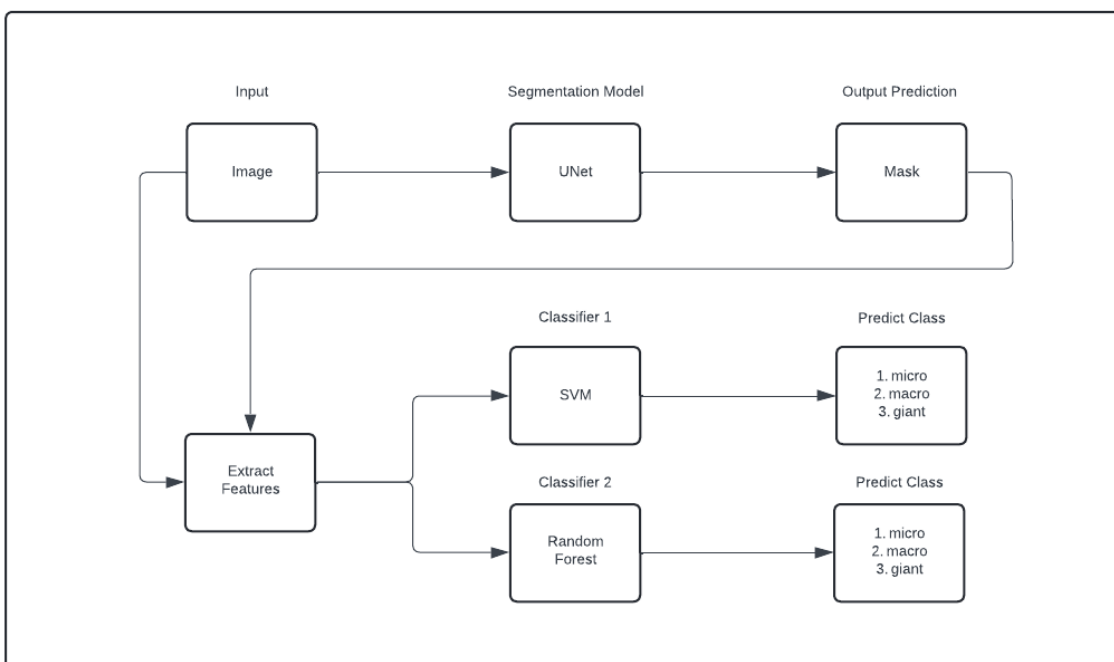 Input
Segmentation Model
Output Prediction
Image
UNet
Mask
Classifier 1
Predict Class
SVM
1. micro
2. macro
3. giant
Extract
Features
Classifier 2
Predict Class
Random
Forest
1. micro
2. macro
3. giant